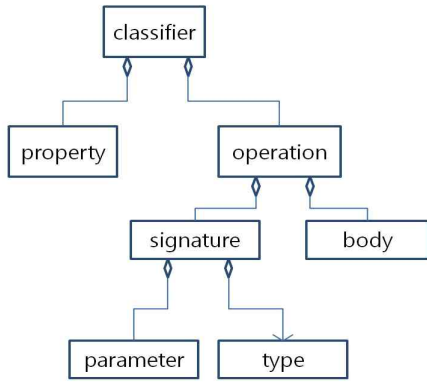 classifier
property
operation
signature
body
parameter
type